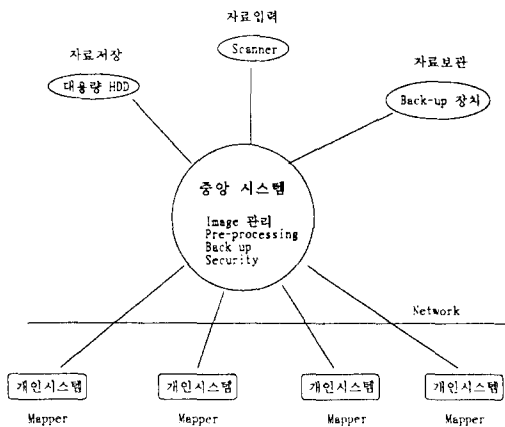 자료입력
Scanner
자료저장
대용량 HDD
자료보관
Back-up 장치
중앙 시스템
Image 관리
Pre-processing
Back up
Security
Network
개인시스템
개인시스템
개인시스템
개인시스템
Mapper
Mapper
Mapper
Mapper